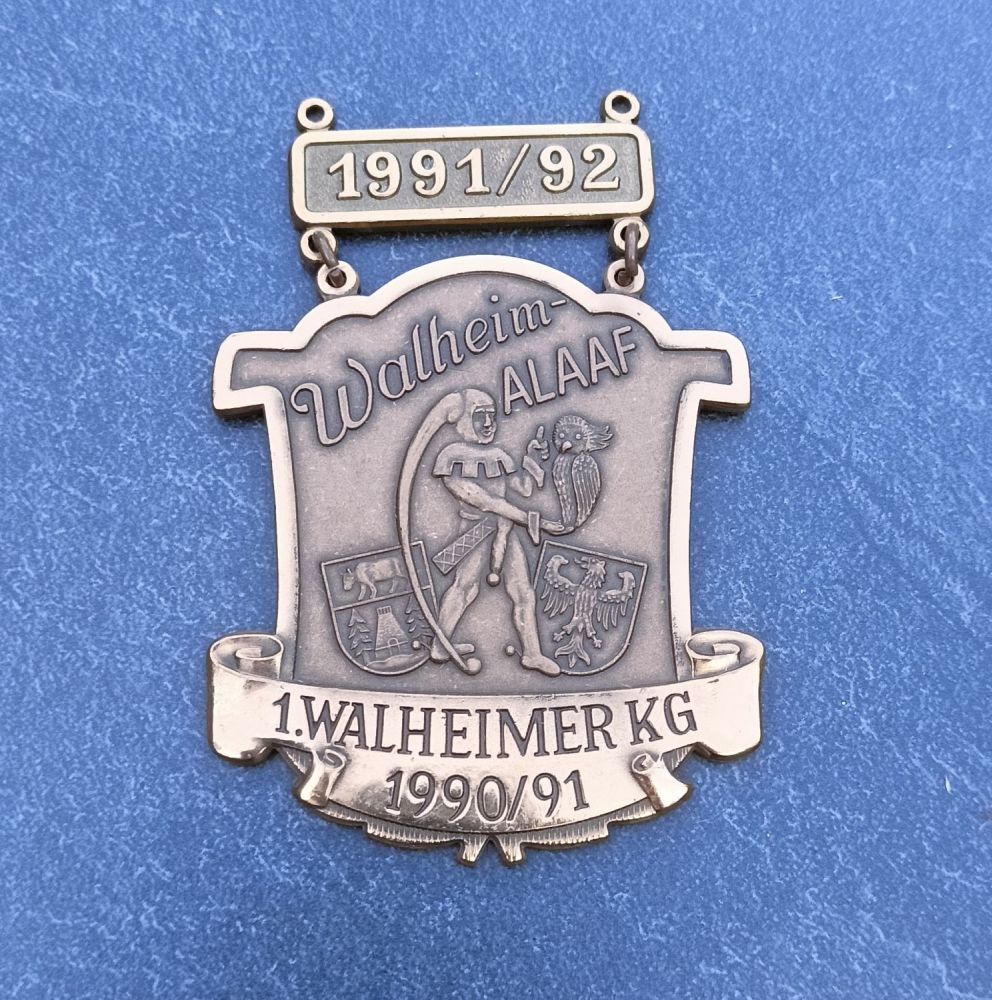 1991/92
Walheim-
ALAAF
1.WALHEIMER KG
1990/91